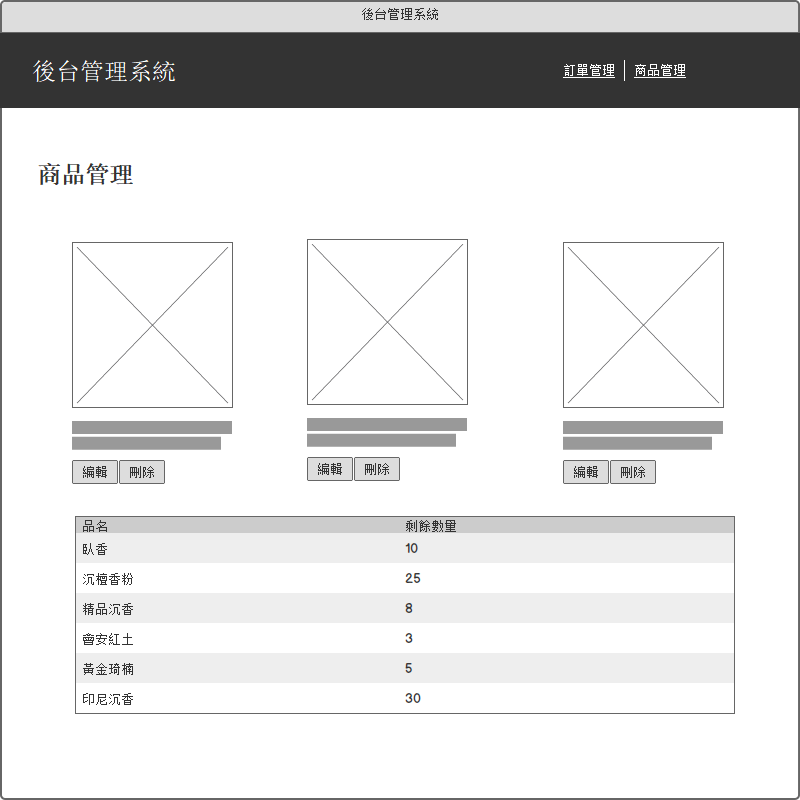 後台管理系統
後台管理系統
訂單管理 商品管理
商品管理
編輯 刪除 編輯 刪除 編輯 刪除
品名 剩餘數量
臥香 10
沉檀香粉 25
精品沉香 8
會安紅土 3
黃金琦楠 5
印尼沉香 30